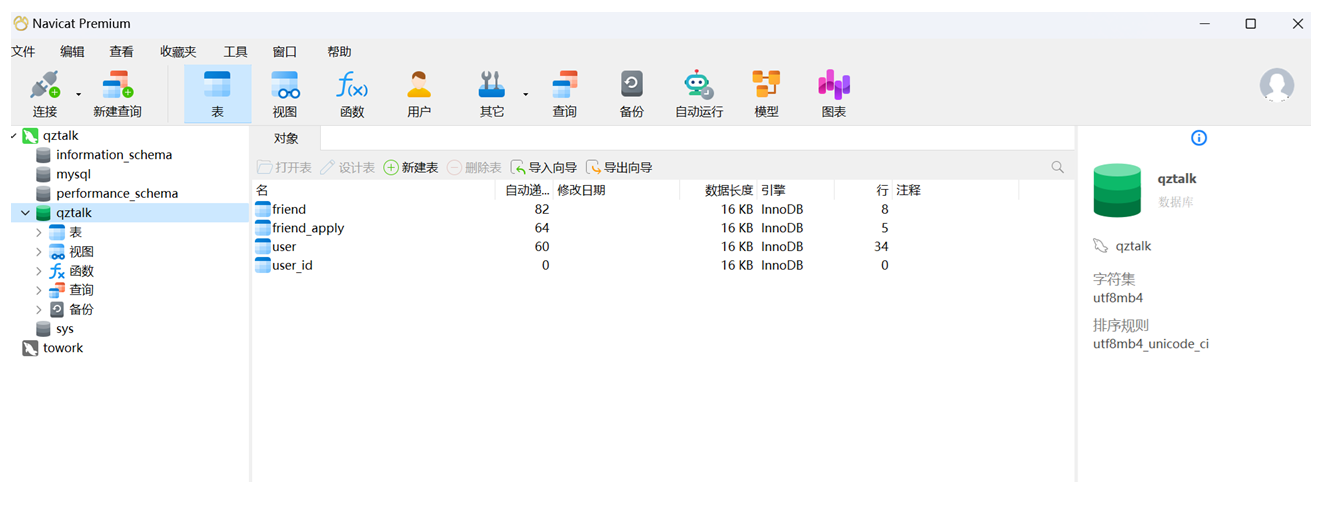 Navicat Premium
文件 编辑 查看 收藏夹 工具 窗口 帮助
连接 新建查询 表 视图 函数 用户 其它 查询 备份 自动运行 模型 图表
qztalk
information_schema
mysql
performance_schema
qztalk
表
视图
函数
查询
备份
sys
towork
对象
打开表 设计表 新建表 删除表 导入向导 导出向导
名 自动递... 修改日期 数据长度 引擎 行 注释
friend 82 16 KB InnoDB 8
friend_apply 64 16 KB InnoDB 5
user 60 16 KB InnoDB 34
user_id 0 16 KB InnoDB 0
qztalk
数据库
qztalk
字符集
utf8mb4
排序规则
utf8mb4_unicode_ci